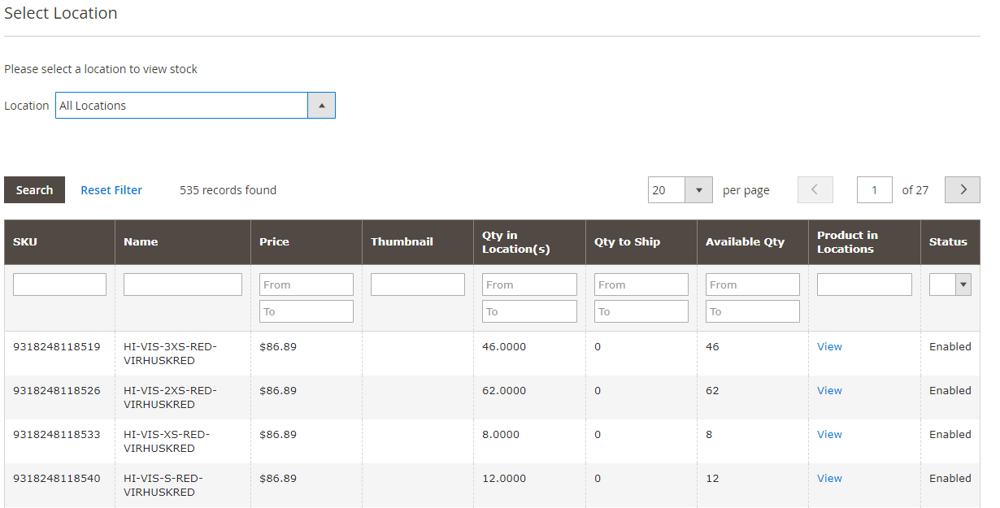 Select Location
Please select a location to view stock
Location All Locations
Search Reset Filter 535 records found 20 per page 1 of 27
SKU Name Price Thumbnail Qty in Location(s) Qty to Ship Available Qty Product in Locations Status
From From From From
To To To To
9318248118519 HI-VIS-3XS-RED- $86.89 46.0000 0 46 View Enabled
VIRHUSKRED
9318248118526 HI-VIS-2XS-RED- $86.89 62.0000 0 62 View Enabled
VIRHUSKRED
9318248118533 HI-VIS-XS-RED- $86.89 8.0000 0 8 View Enabled
VIRHUSKRED
9318248118540 HI-VIS-S-RED- $86.89 12.0000 0 12 View Enabled
VIRHUSKRED